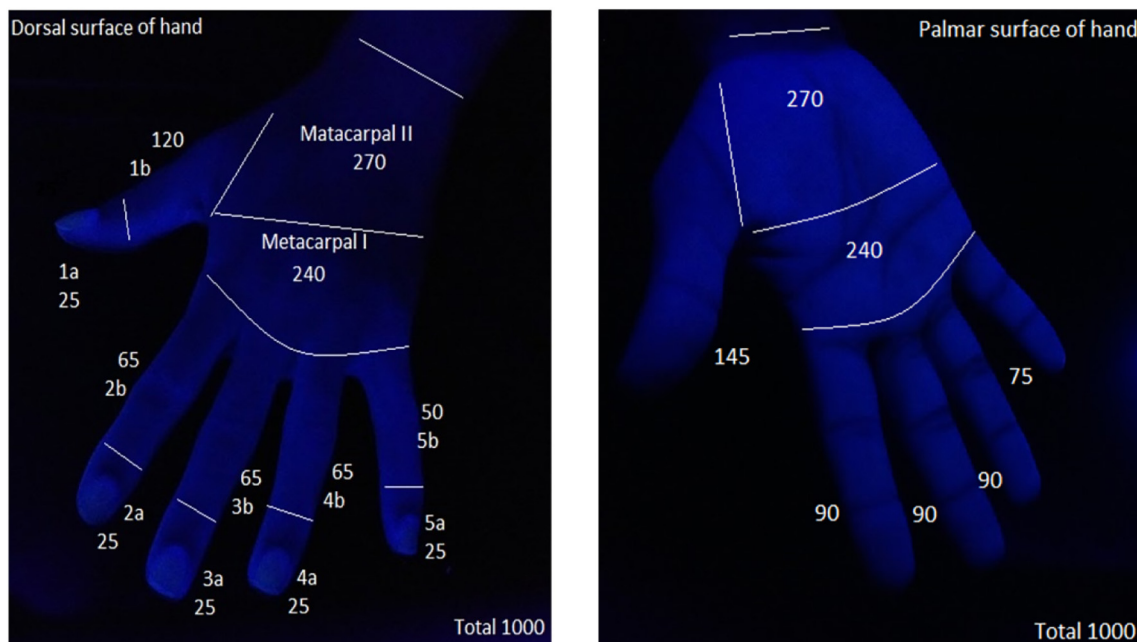 Dorsal surface of hand
120
1b
Matacarpal II
270
1a
25
Metacarpal I
240
65
2b
50
5b
65
3b
65
4b
2a
25
5a
25
3a
25
4a
25
Total 1000
Palmar surface of hand
270
240
145
75
90
90
90
Total 1000